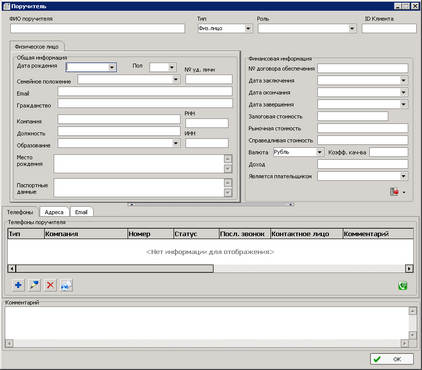 Поручитель
ФИО поручителя
Тип
Роль
ID Клиента
Физ.лицо
Физическое лицо
Общая информация
Дата рождения
Пол
№ уд. личн
Семейное положение
Email
Гражданство
Компания
РНН
Должность
ИНН
Образование
Место
рождения
Паспортные
данные
Финансовая информация
№ договора обеспечения
Дата заключения
Дата окончания
Дата завершения
Залоговая стоимость
Рыночная стоимость
Справедливая стоимость
Валюта
Рубль
Коэфф. кач-ва
Доход
Является плательщиком
Телефоны
Адреса
Email
Телефоны поручителя
Тип
Компания
Номер
Статус
Посл. звонок
Контактное лицо
Комментарий
<Нет информации для отображения>
Комментарий
OK